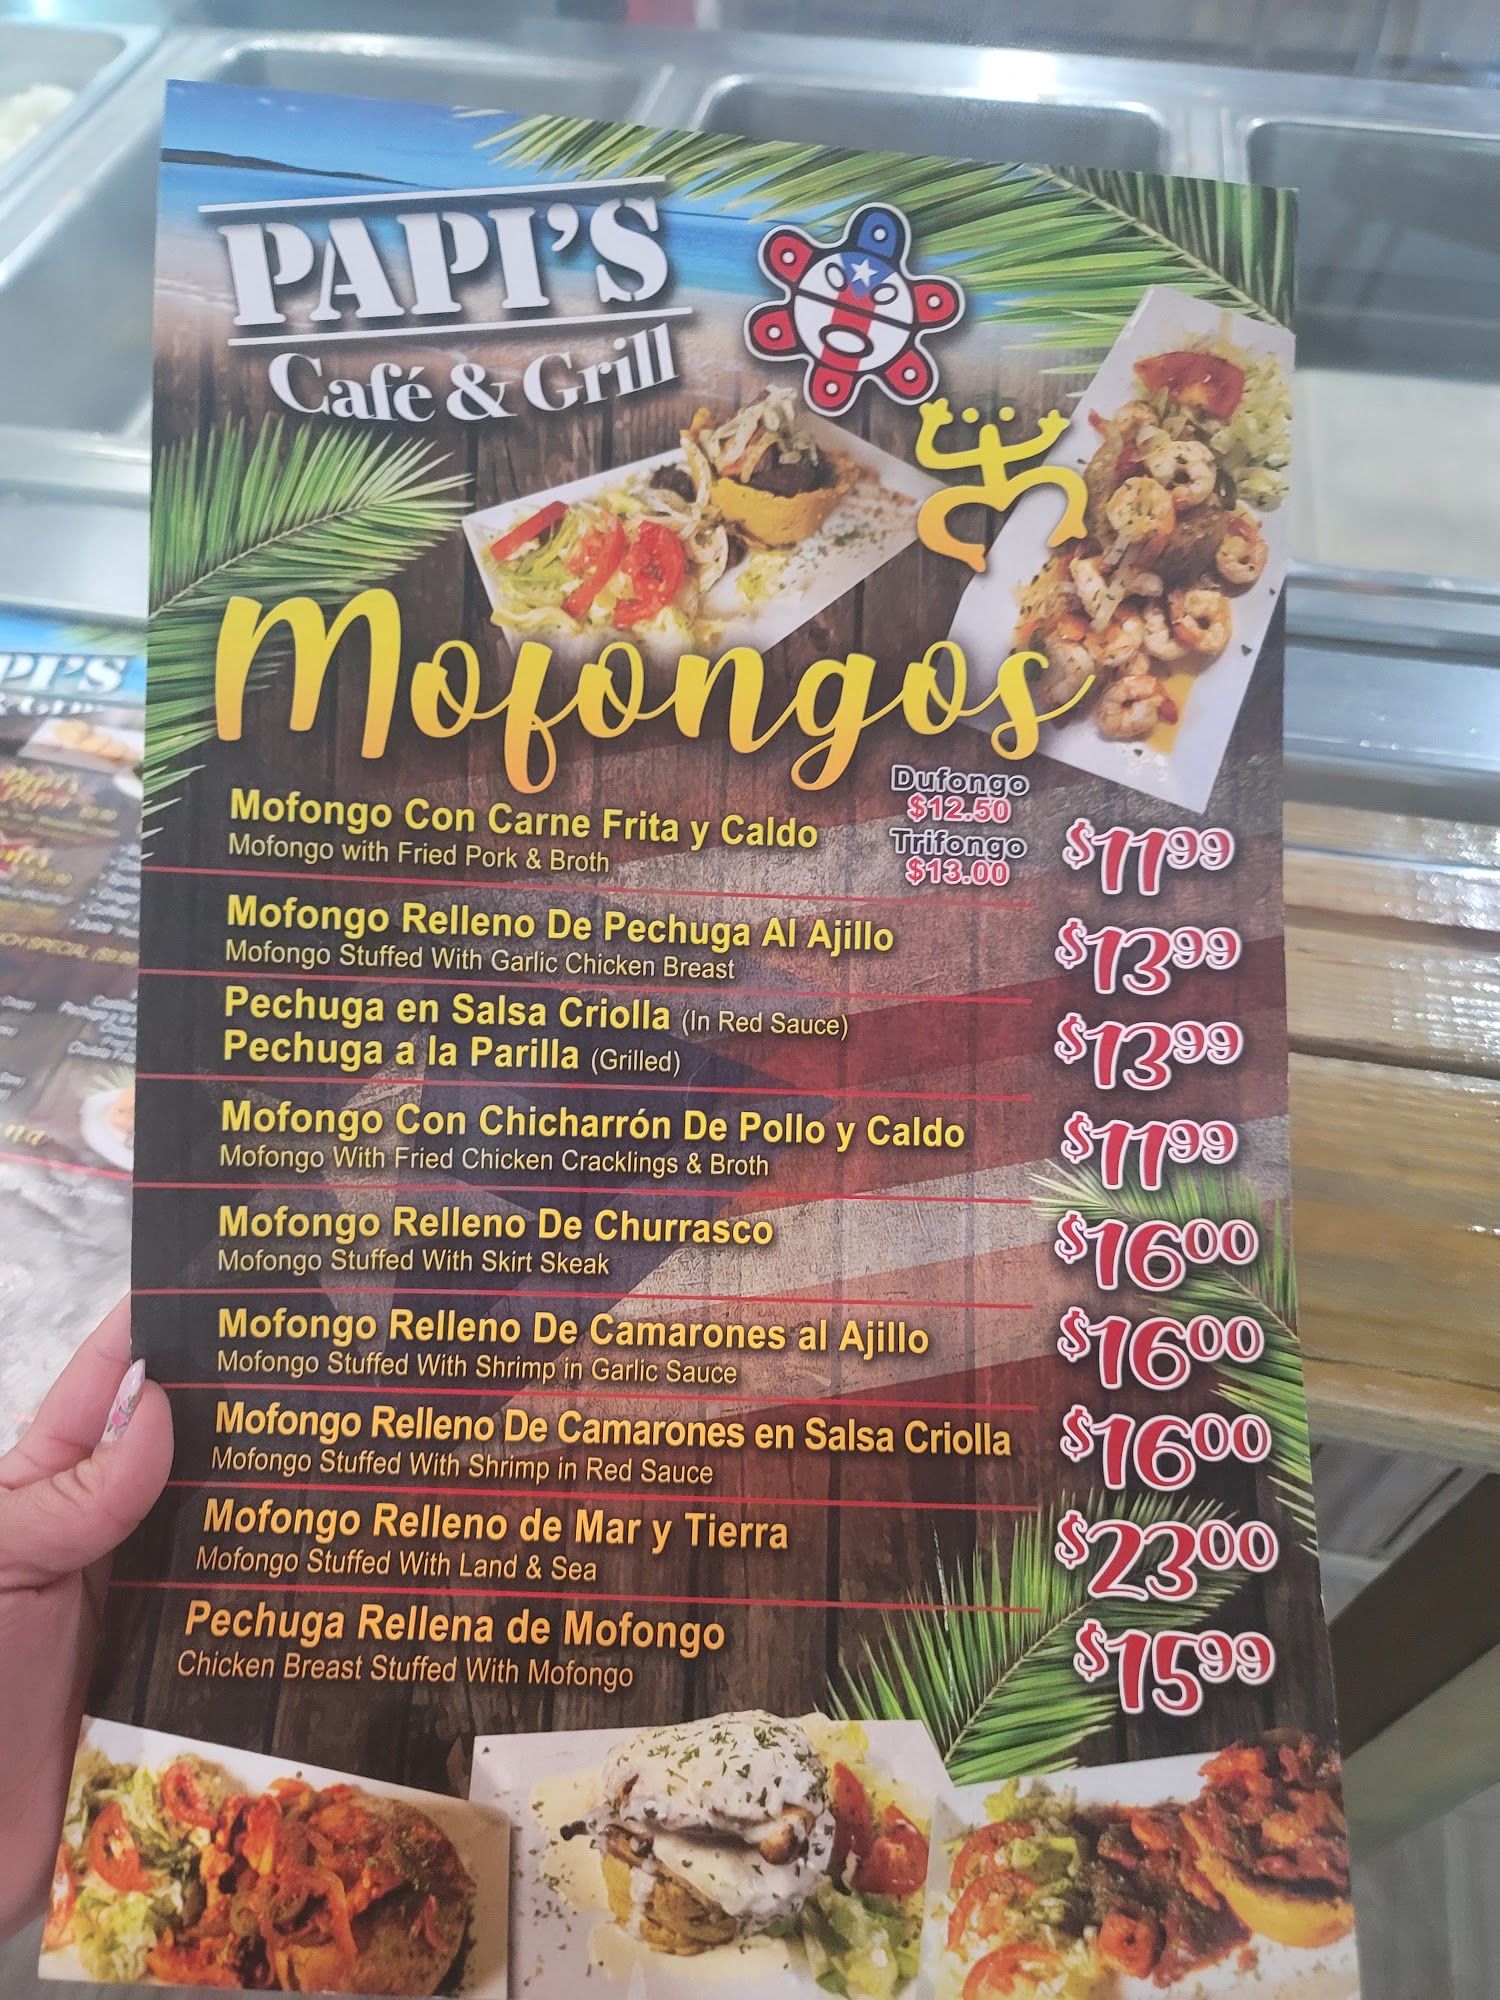 PAPI'S
Café & Grill
Mofongos
Mofongo Con Carne Frita y Caldo
Mofongo with Fried Pork & Broth
Dufongo
$12.50
Trifongo
$13.00
$11.99
Mofongo Relleno De Pechuga Al Ajillo
Mofongo Stuffed With Garlic Chicken Breast
$13.99
Pechuga en Salsa Criolla (In Red Sauce)
Pechuga a la Parilla (Grilled)
$13.99
Mofongo Con Chicharrón De Pollo y Caldo
Mofongo With Fried Chicken Cracklings & Broth
$11.99
Mofongo Relleno De Churrasco
Mofongo Stuffed With Skirt Skeak
$16.00
Mofongo Relleno De Camarones al Ajillo
Mofongo Stuffed With Shrimp in Garlic Sauce
$16.00
Mofongo Relleno De Camarones en Salsa Criolla
Mofongo Stuffed With Shrimp in Red Sauce
$16.00
Mofongo Relleno de Mar y Tierra
Mofongo Stuffed With Land & Sea
$23.00
Pechuga Rellena de Mofongo
Chicken Breast Stuffed With Mofongo
$15.99